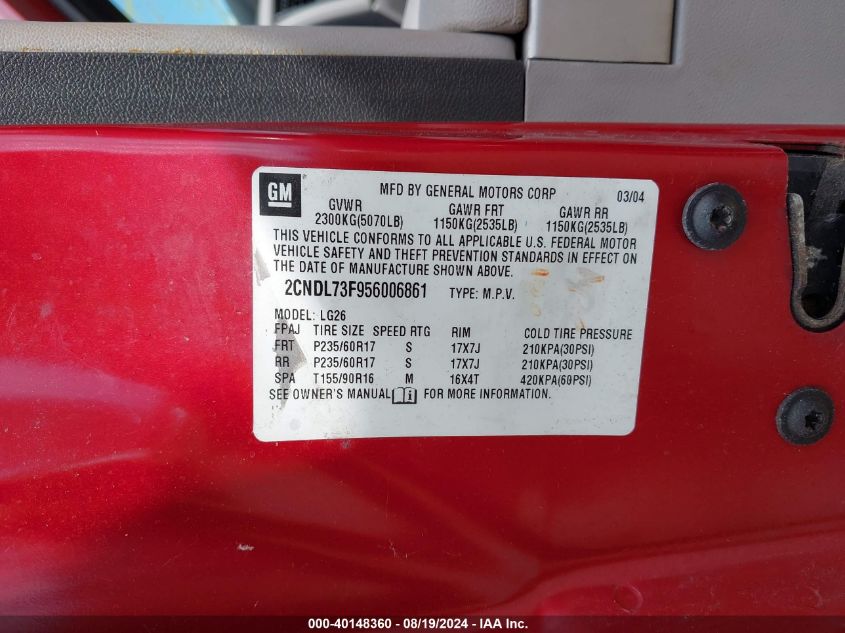 GM
MFD BY GENERAL MOTORS CORP 03/04
GVWR GAWR FRT GAWR RR
2300KG(5070LB) 1150KG(2535LB) 1150KG(2535LB)
THIS VEHICLE CONFORMS TO ALL APPLICABLE U.S. FEDERAL MOTOR
VEHICLE SAFETY AND THEFT PREVENTION STANDARDS IN EFFECT ON
THE DATE OF MANUFACTURE SHOWN ABOVE.
2CNDL73F956006861 TYPE: M.P.V.
MODEL: LG26
FPAJ TIRE SIZE SPEED RTG RIM COLD TIRE PRESSURE
FRT P235/60R17 S 17X7J 210KPA(30PSI)
RR P235/60R17 S 17X7J 210KPA(30PSI)
SPA T155/90R16 M 16X4T 420KPA(60PSI)
SEE OWNER'S MANUAL i FOR MORE INFORMATION.
000-40148360 - 08/19/2024 - IAA Inc.